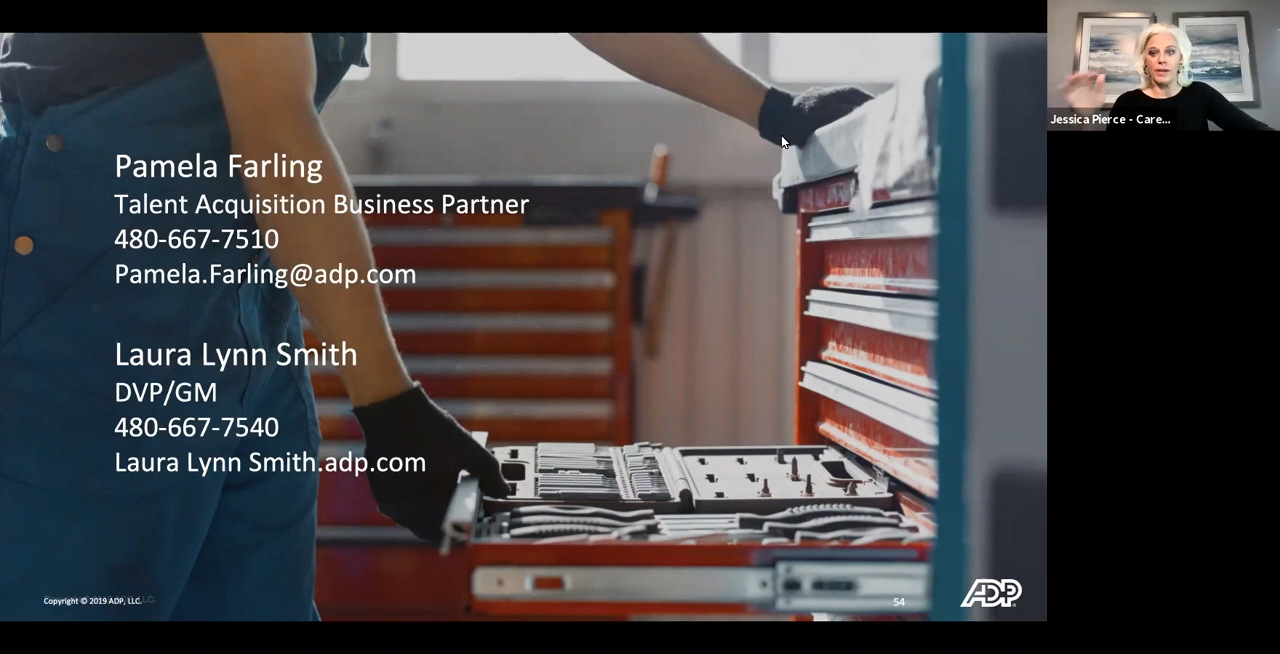 Pamela Farling
Talent Acquisition Business Partner
480-667-7510
Pamela.Farling@adp.com
Laura Lynn Smith
DVP/GM
480-667-7540
Laura Lynn Smith.adp.com
Copyright © 2019 ADP, LLC.
54
ADP
Jessica Pierce - Care...